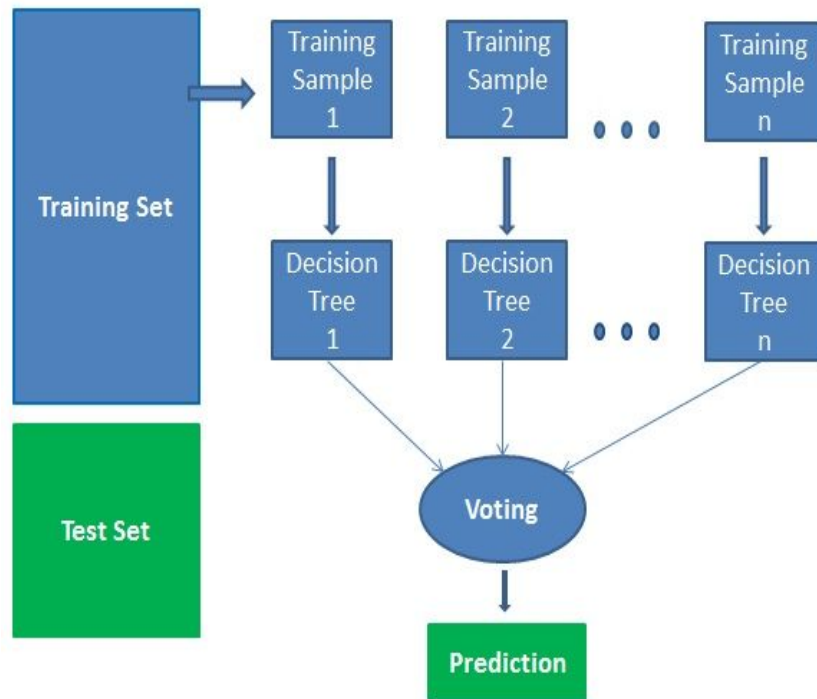 Training Set
Test Set
Training
Sample
1
Training
Sample
2
Training
Sample
n
Decision
Tree
1
Decision
Tree
2
Decision
Tree
n
Voting
Prediction